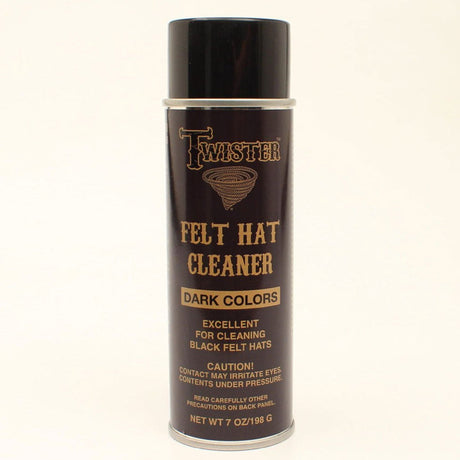 TWISTER™
FELT HAT
CLEANER
DARK COLORS
EXCELLENT
FOR CLEANING
BLACK FELT HATS
CAUTION!
CONTACT MAY IRRITATE EYES.
CONTENTS UNDER PRESSURE.
READ CAREFULLY OTHER
PRECAUTIONS ON BACK PANEL.
NET WT 7 OZ/198 G